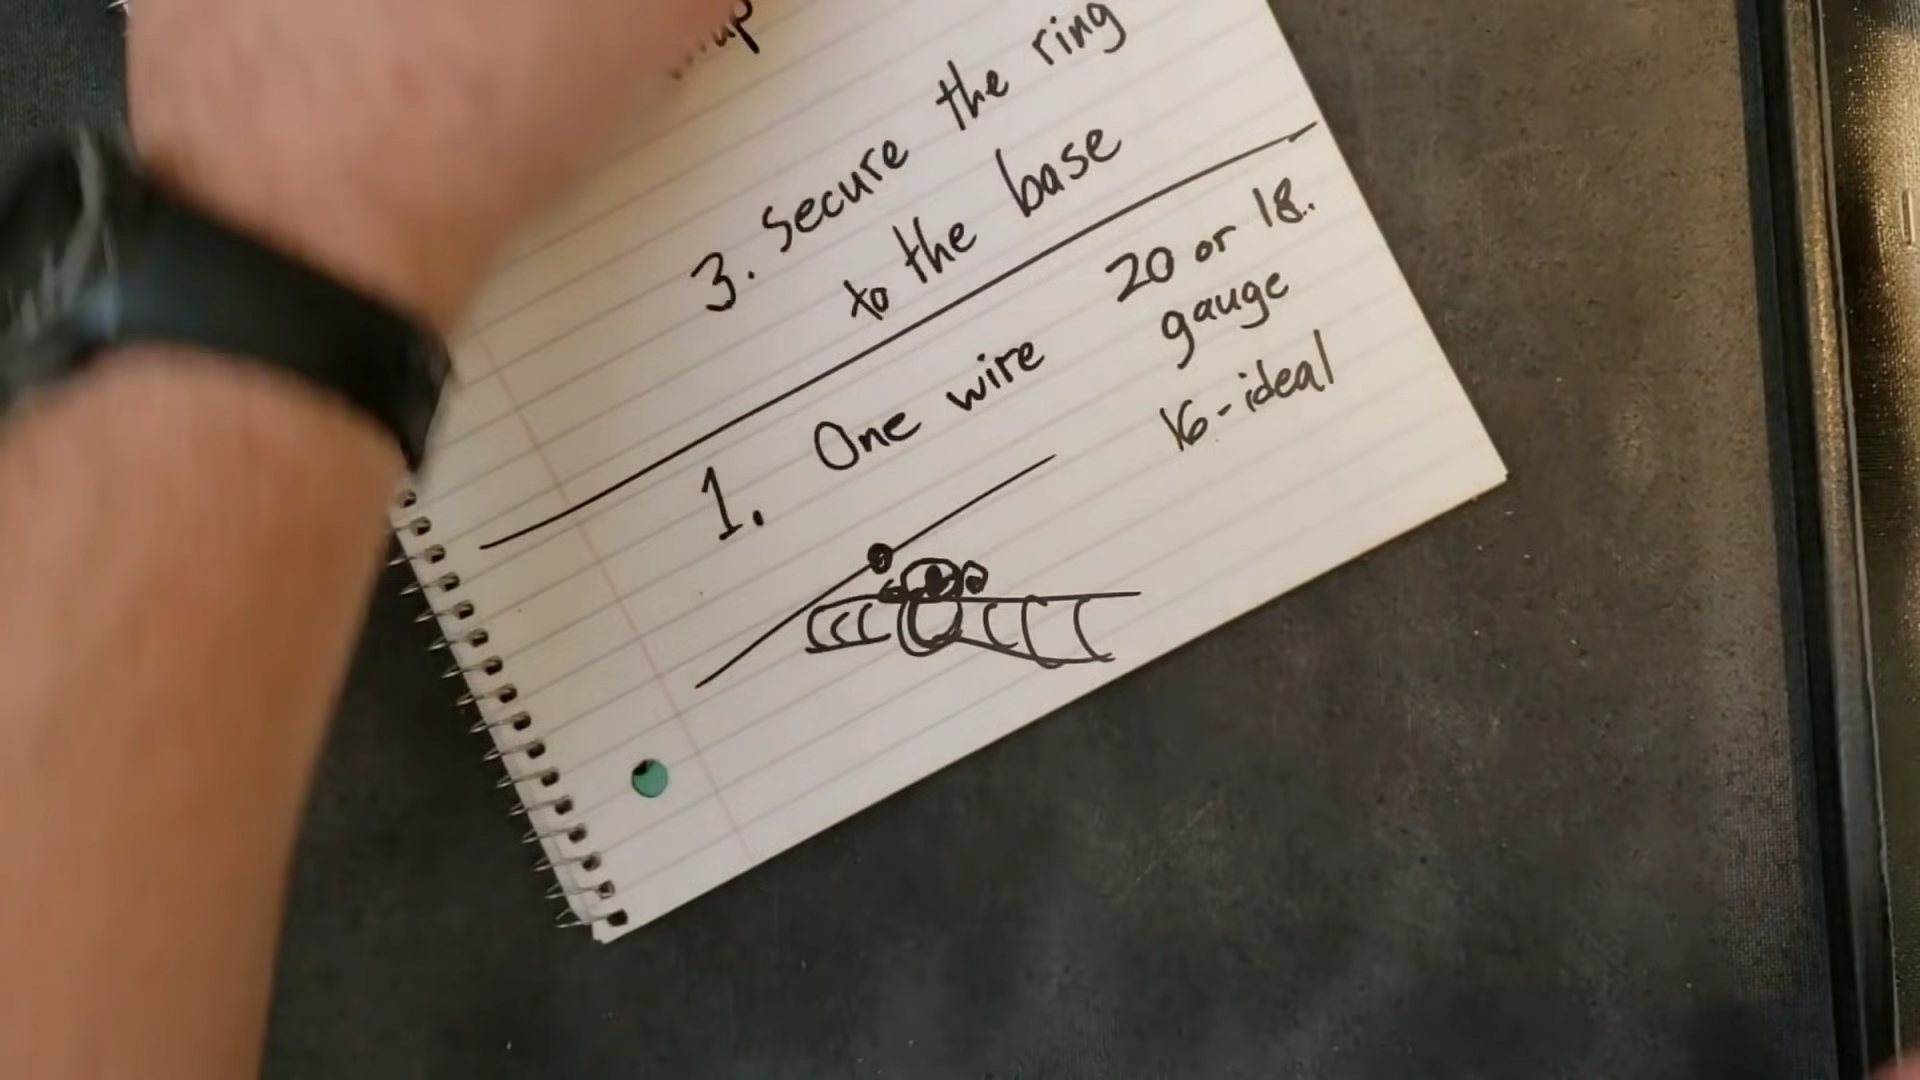 3. Secure the ring
to the base
1. One wire
20 or 18
gauge
16-ideal